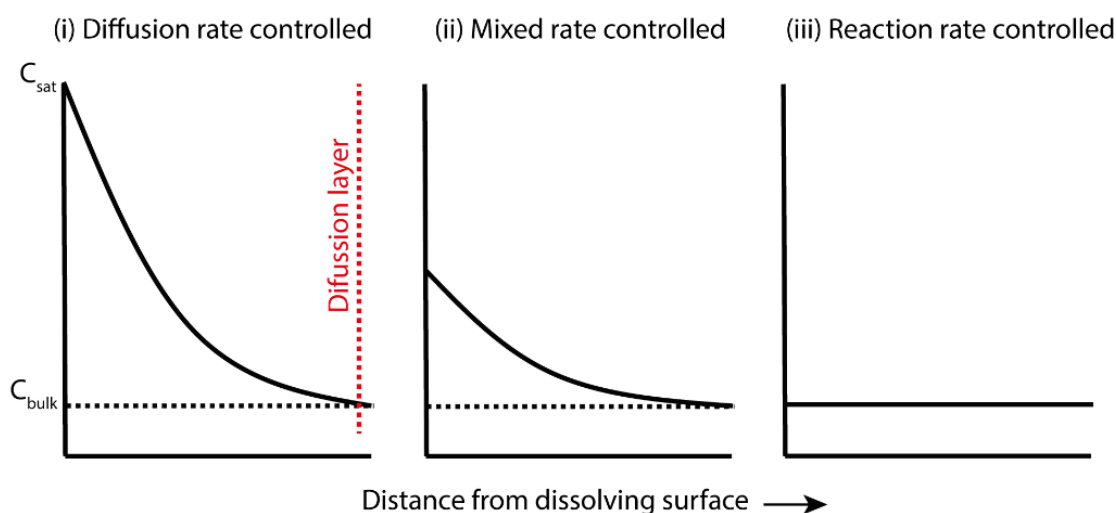 (i) Diffusion rate controlled
(ii) Mixed rate controlled
(iii) Reaction rate controlled
Csat
Difussion layer
Cbulk
Distance from dissolving surface